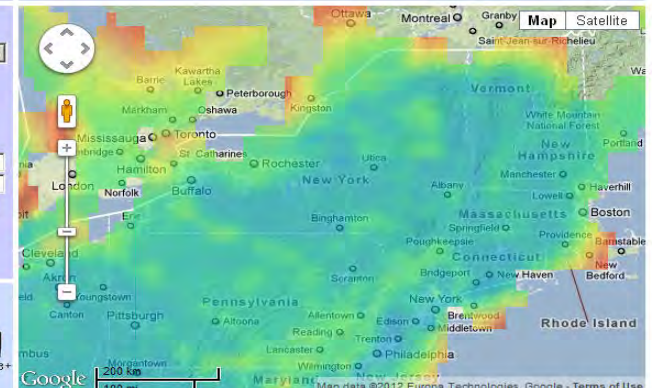 Ottawa
Montreal
Granby
Map
Satellite
Saint-Jean-sur-Richelieu
Barrie
Kawartha
Lakes
Peterborough
Kingston
Vermont
Markham
Oshawa
White Mountain
National Forest
Portland
Mississauga
Toronto
New
Hampshire
Hamilton
St Catharines
Rochester
Utica
London
Norfolk
Buffalo
New York
Albany
Manchester
Haverhill
Lowell
Erie
Binghamton
Massachusetts
Boston
Springfield
Providence
Barnstable
Cleveland
Poughkeepsie
Connecticut
Akron
Scranton
Bridgeport
New Haven
New
Bedford
Youngstown
Canton
Pittsburgh
Pennsylvania
Altoona
Allentown
Edison
New York
Brentwood
Middletown
Rhode Island
Reading
Trenton
Lancaster
Philadelphia
Morgantown
Wilmington
Maryland
New Jersey
Google
200 km
100 mi
Map data ©2012 Europa Technologies, Google - Terms of Use